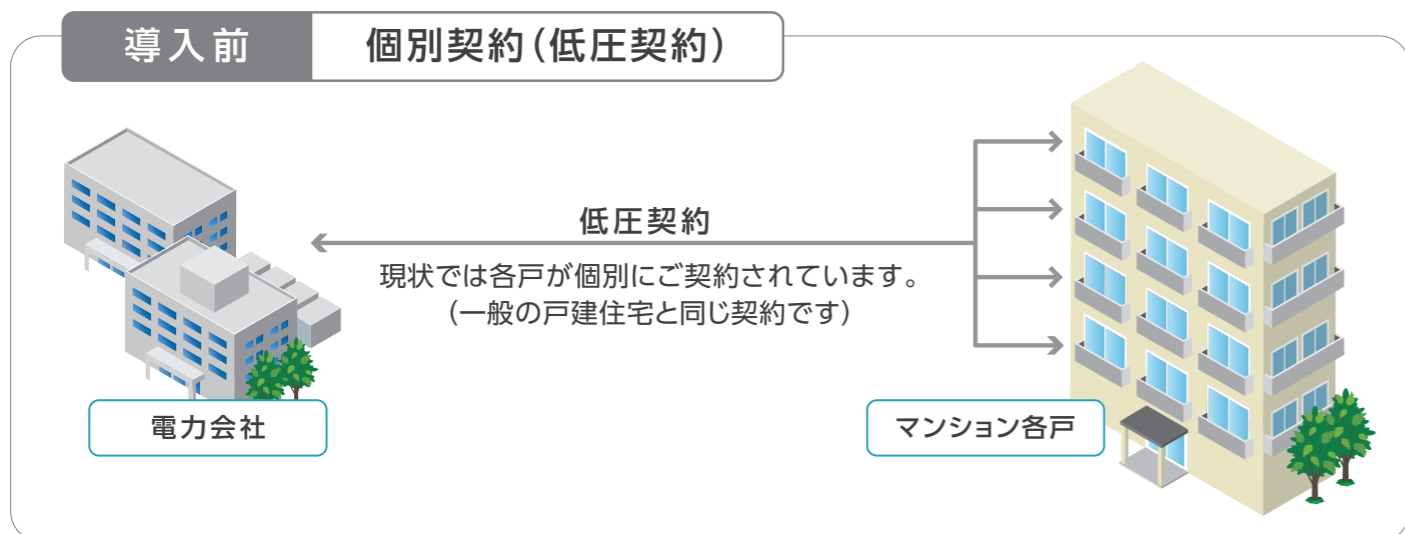 導入前
個別契約(低圧契約)
低圧契約
現状では各戸が個別にご契約されています。
(一般の戸建住宅と同じ契約です)
電力会社
マンション各戸